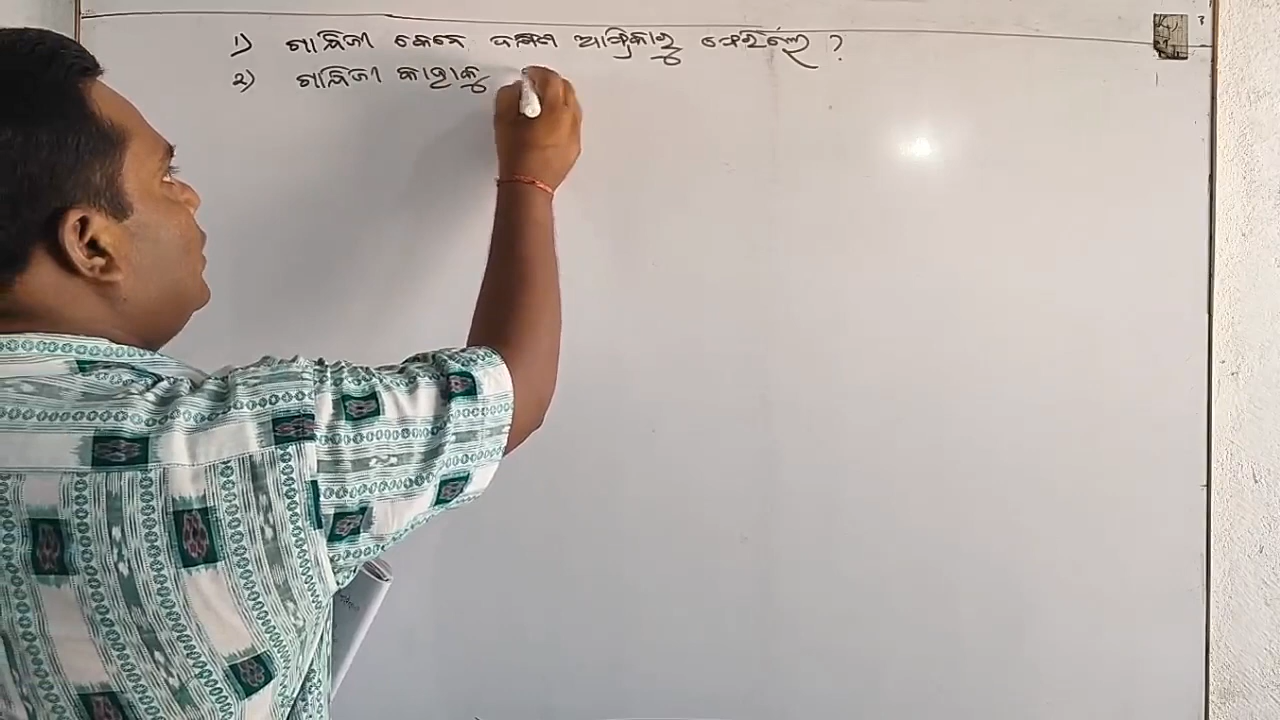 ୧) ଗାନ୍ଧିଜୀ କେବେ ଦକ୍ଷିଣ ଆଫ୍ରିକାରୁ ଫେରିଲେ ?
୨) ଗାନ୍ଧିଜୀ କାହାକୁ